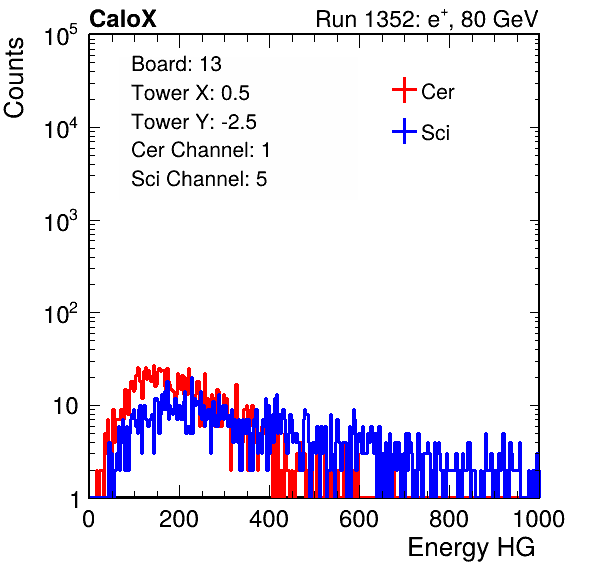 CaloX Run 1352: e⁺, 80 GeV
Counts
10⁵
10⁴
10³
10²
10
1
Board: 13
Tower X: 0.5
Tower Y: -2.5
Cer Channel: 1
Sci Channel: 5
Cer
Sci
0 200 400 600 800 1000
Energy HG